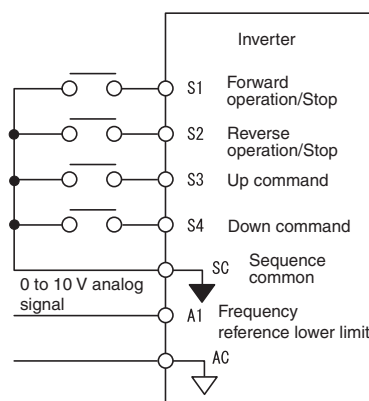 Inverter
S1 Forward
operation/Stop
S2 Reverse
operation/Stop
S3 Up command
S4 Down command
SC Sequence
common
0 to 10 V analog
signal
A1 Frequency
reference lower limit
AC